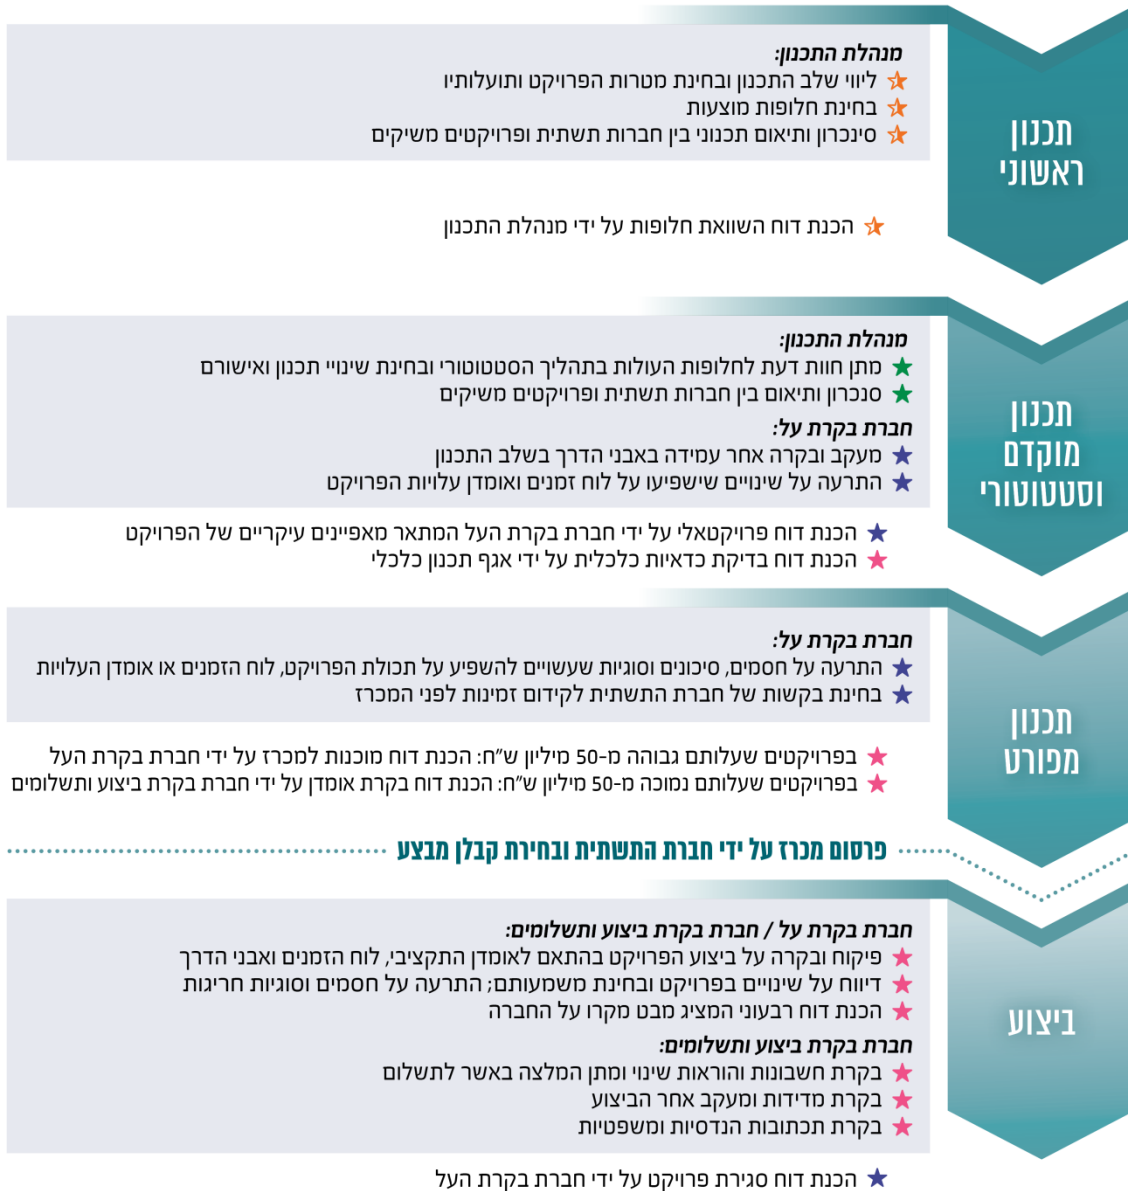 תכנון
ראשוני
מנהלת התכנון:
ליווי שלב התכנון ובחינת מטרות הפרויקט ותועלותיו
בחינת חלופות מוצעות
סינכרון ותיאום תכנוני בין חברות תשתית ופרויקטים משיקים
הכנת דוח השוואת חלופות על ידי מנהלת התכנון
תכנון
מוקדם
וסטטוטורי
מנהלת התכנון:
מתן חוות דעת לחלופות העולות בתהליך הסטטוטורי ובחינת שינויי תכנון ואישורם
סנכרון ותיאום בין חברות תשתית ופרויקטים משיקים
חברת בקרת על:
מעקב ובקרה אחר עמידה באבני הדרך בשלב התכנון
התרעה על שינויים שישפיעו על לוח זמנים ואומדן עלויות הפרויקט
הכנת דוח פרויקטאלי על ידי חברת בקרת העל המתאר מאפיינים עיקריים של הפרויקט
הכנת דוח בדיקת כדאיות כלכלית על ידי אגף תכנון כלכלי
תכנון
מפורט
חברת בקרת על:
התרעה על חסמים, סיכונים וסוגיות שעשויים להשפיע על תכולת הפרויקט, לוח הזמנים או אומדן העלויות
בחינת בקשות של חברת התשתית לקידום זמינות לפני המכרז
בפרויקטים שעלותם גבוהה מ-50 מיליון ש״ח: הכנת דוח מוכנות למכרז על ידי חברת בקרת העל
בפרויקטים שעלותם נמוכה מ-50 מיליון ש״ח: הכנת דוח בקרת אומדן על ידי חברת בקרת ביצוע ותשלומים
פרסום מכרז על ידי חברת התשתית ובחירת קבלן מבצע
ביצוע
חברת בקרת על / חברת בקרת ביצוע ותשלומים:
פיקוח ובקרה על ביצוע הפרויקט בהתאם לאומדן התקציבי, לוח הזמנים ואבני הדרך
דיווח על שינויים בפרויקט ובחינת משמעותם; התרעה על חסמים וסוגיות חריגות
הכנת דוח רבעוני המציג מבט מקרו על החברה
חברת בקרת ביצוע ותשלומים:
בקרת חשבונות והוראות שינוי ומתן המלצה באשר לתשלום
בקרת מדידות ומעקב אחר הביצוע
בקרת תכתובות הנדסיות ומשפטיות
הכנת דוח סגירת פרויקט על ידי חברת בקרת העל